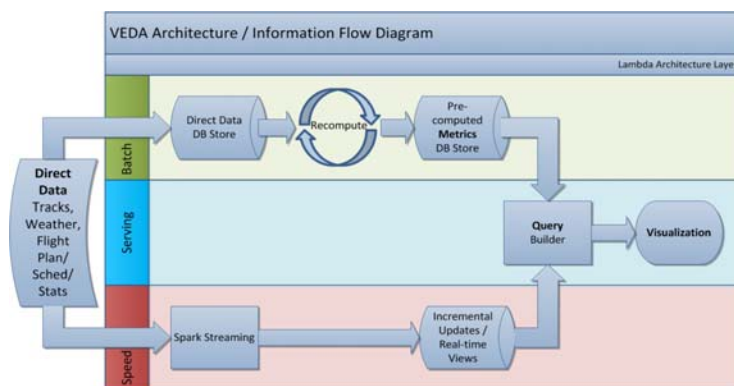 VEDA Architecture / Information Flow Diagram
Lambda Architecture Laye
Batch
Direct Data
DB Store
Recompute
Pre-
computed
Metrics
DB Store
Direct
Data
Tracks,
Weather,
Flight
Plan/
Sched/
Stats
Serving
Query
Builder
Visualization
Speed
Spark Streaming
Incremental
Updates /
Real-time
Views